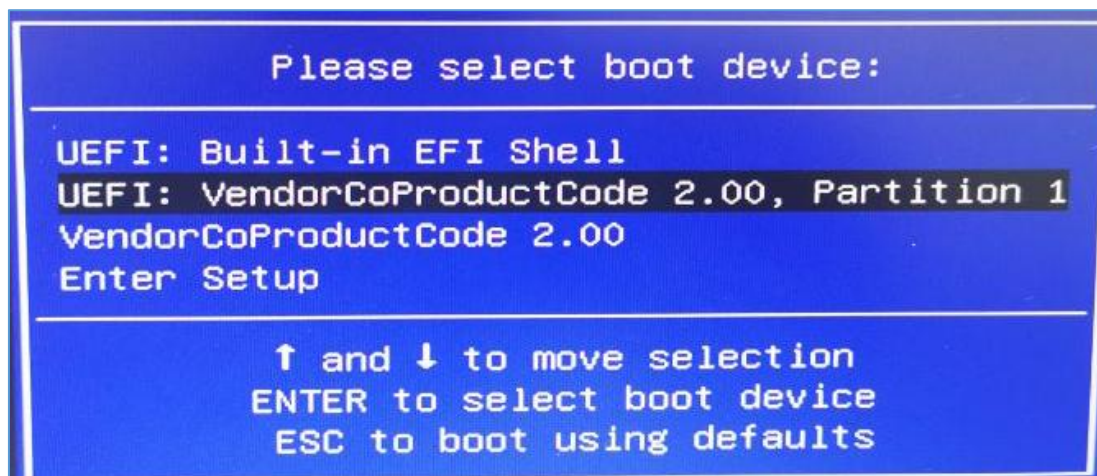 Please select boot device:
UEFI: Built-in EFI Shell
UEFI: VendorCoProductCode 2.00, Partition 1
VendorCoProductCode 2.00
Enter Setup
↑ and ↓ to move selection
ENTER to select boot device
ESC to boot using defaults